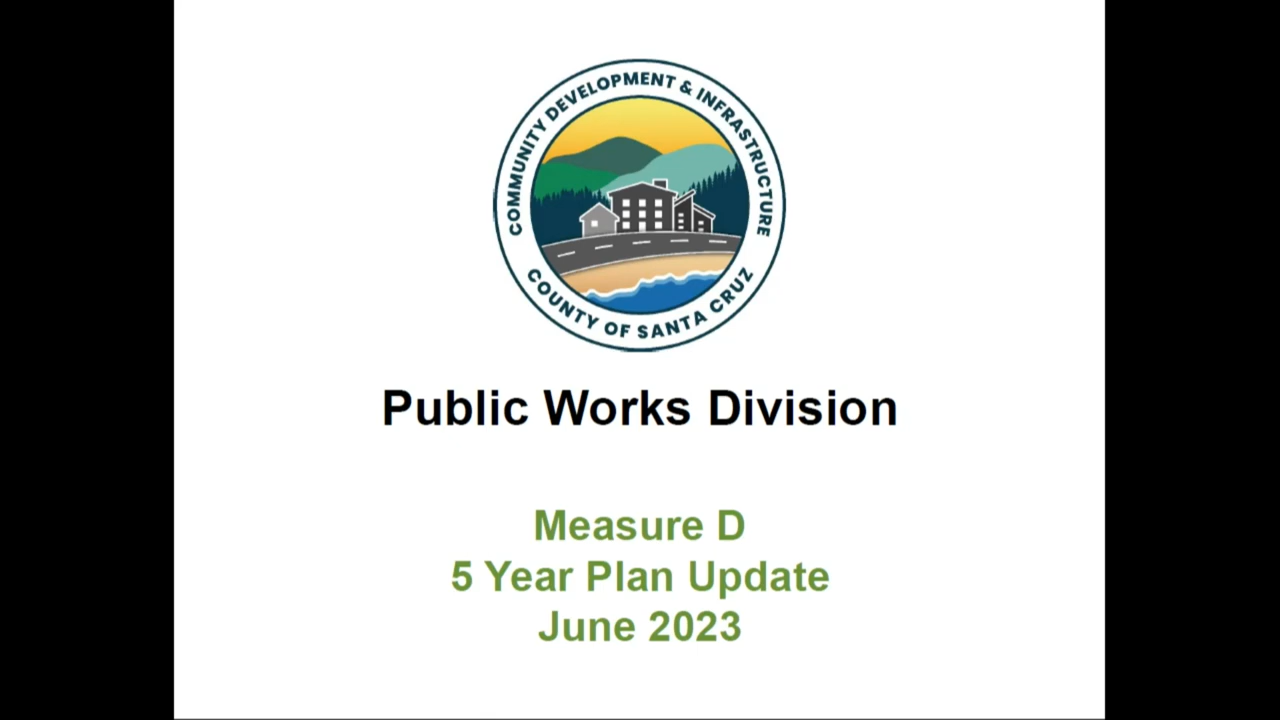 COMMUNITY DEVELOPMENT & INFRASTRUCTURE
COUNTY OF SANTA CRUZ
Public Works Division
Measure D
5 Year Plan Update
June 2023